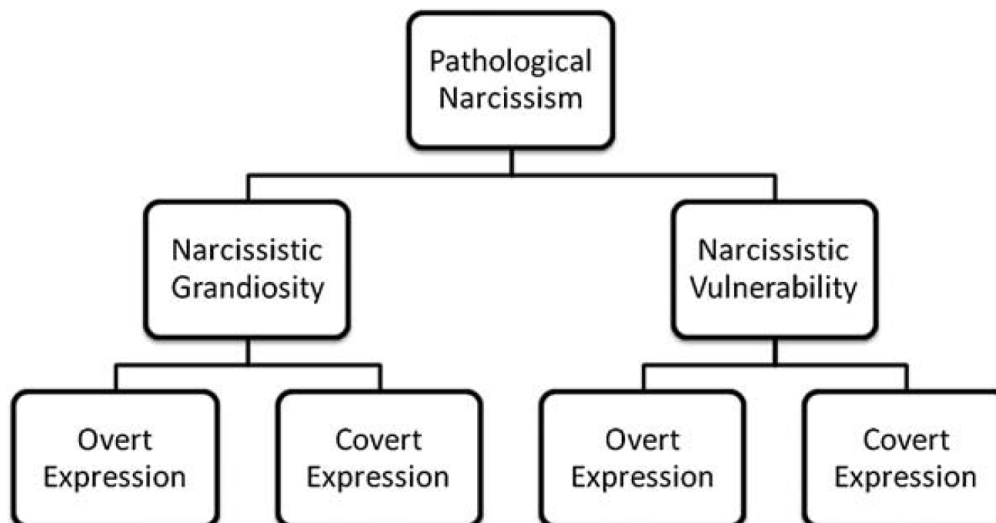 Pathological
Narcissism
Narcissistic
Grandiosity
Narcissistic
Vulnerability
Overt
Expression
Covert
Expression
Overt
Expression
Covert
Expression